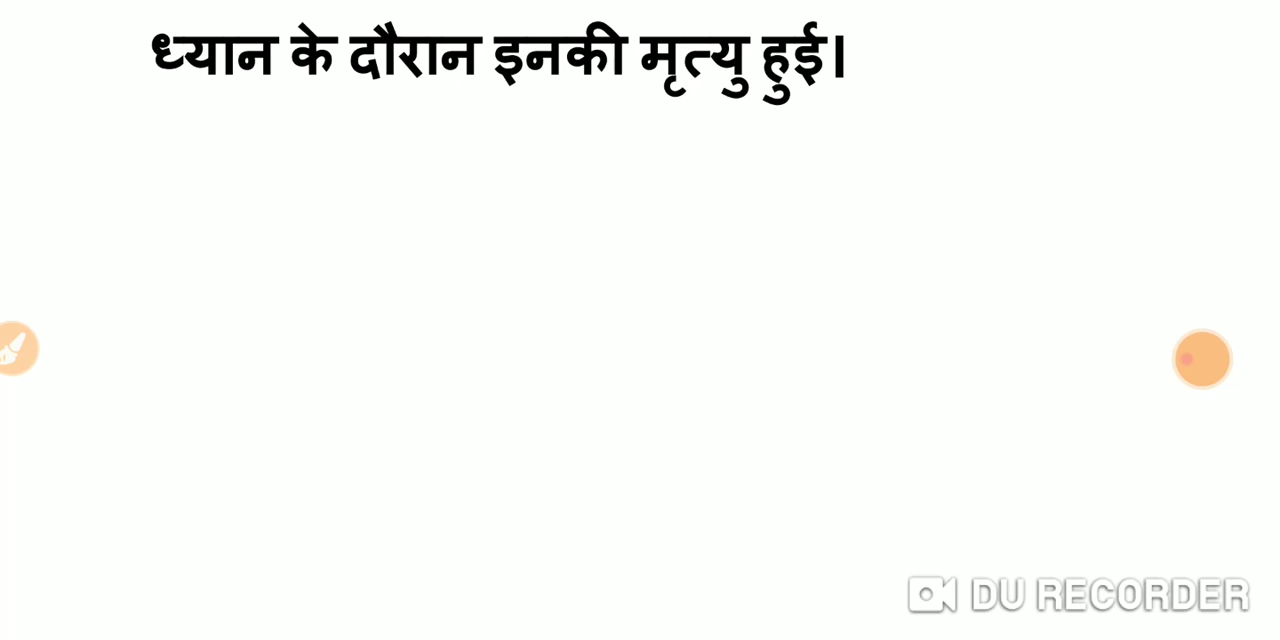 ध्यान के दौरान इनकी मृत्यु हुई।
DU RECORDER